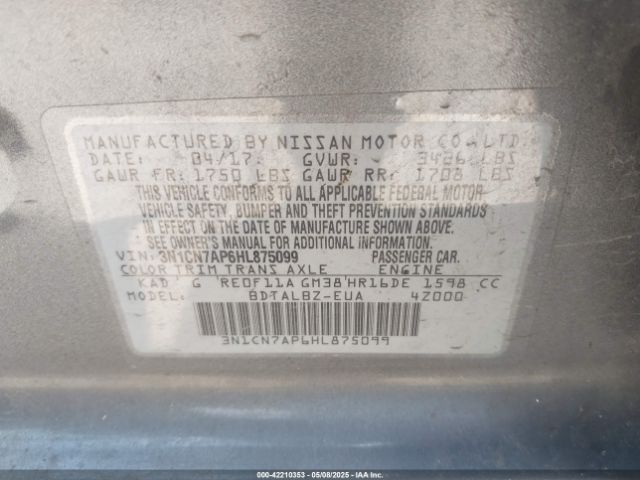 MANUFACTURED BY NISSAN MOTOR CO.,LTD.
DATE: 04/17 GVWR: 3426 LBS
GAWR FR: 1750 LBS GAWR RR: 1708 LBS
THIS VEHICLE CONFORMS TO ALL APPLICABLE FEDERAL MOTOR
VEHICLE SAFETY, BUMPER AND THEFT PREVENTION STANDARDS
IN EFFECT ON THE DATE OF MANUFACTURE SHOWN ABOVE.
SEE OWNER'S MANUAL FOR ADDITIONAL INFORMATION.
VIN: 3N1CN7AP6HL875099 PASSENGER CAR.
COLOR TRIM TRANS AXLE ENGINE
KAD G RE0F11A GM38 HR16DE 1598 CC
MODEL: BDTALBZ-EUA 4Z000
3N1CN7AP6HL875099
000-42210353 05/08/2025 IAA Inc. Copyright